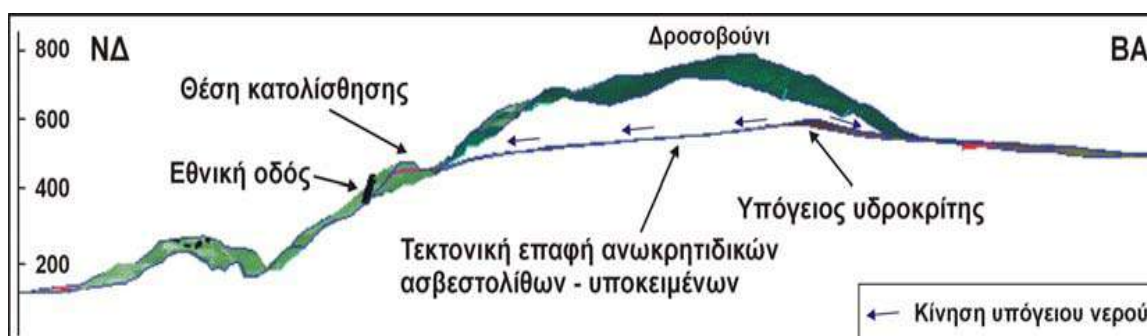 800
ΝΔ
Δροσοβούνι
ΒΑ
Θέση κατολίσθησης
600
Εθνική οδός
400
Υπόγειος υδροκρίτης
Τεκτονική επαφή ανωκρητιδικών
ασβεστολίθων - υποκειμένων
200
Κίνηση υπόγειου νερού